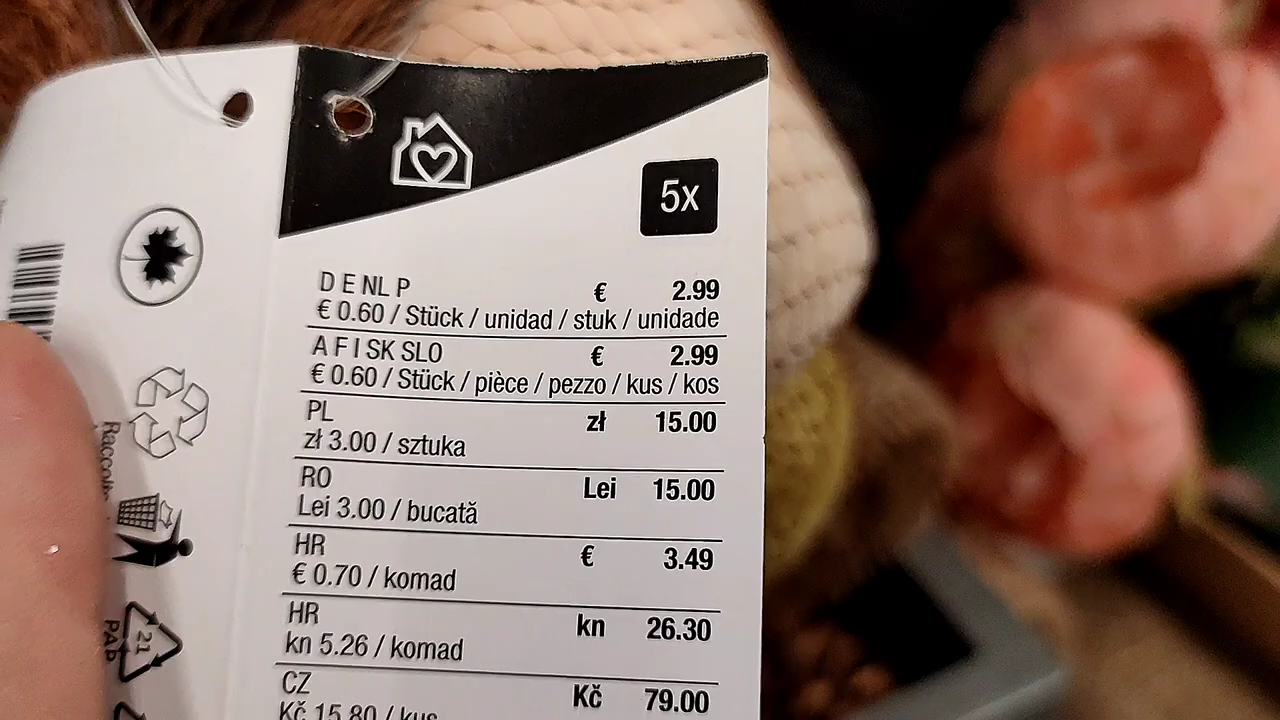 5x
D E NL P € 2.99
€ 0.60 / Stück / unidad / stuk / unidade
A F I SK SLO € 2.99
€ 0.60 / Stück / pièce / pezzo / kus / kos
PL zł 15.00
zł 3.00 / sztuka
RO Lei 15.00
Lei 3.00 / bucată
HR € 3.49
€ 0.70 / komad
HR kn 26.30
kn 5.26 / komad
CZ Kč 79.00
Kč 15.80 / kus
21
PAP